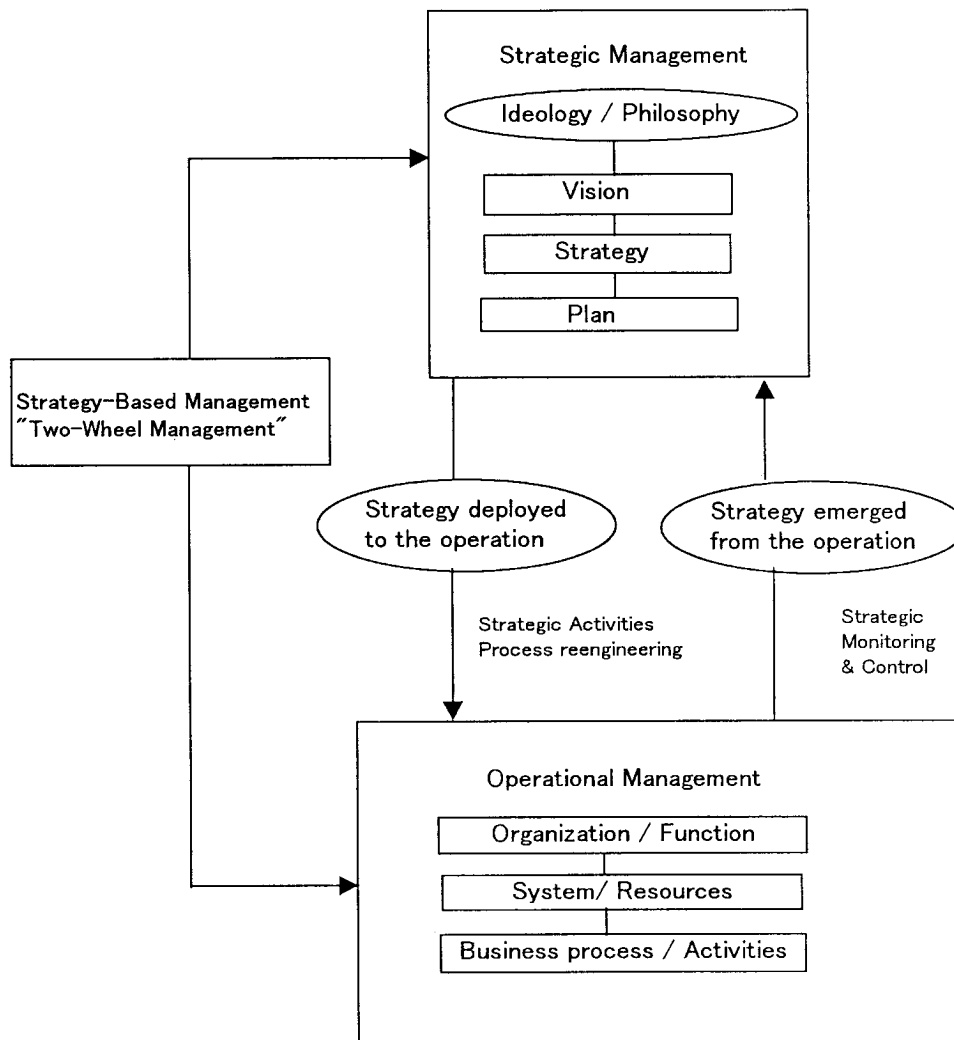 Strategic Management
Ideology / Philosophy
Vision
Strategy
Plan
Strategy-Based Management
"Two-Wheel Management"
Strategy deployed
to the operation
Strategy emerged
from the operation
Strategic Activities
Process reengineering
Strategic
Monitoring
& Control
Operational Management
Organization / Function
System/ Resources
Business process / Activities